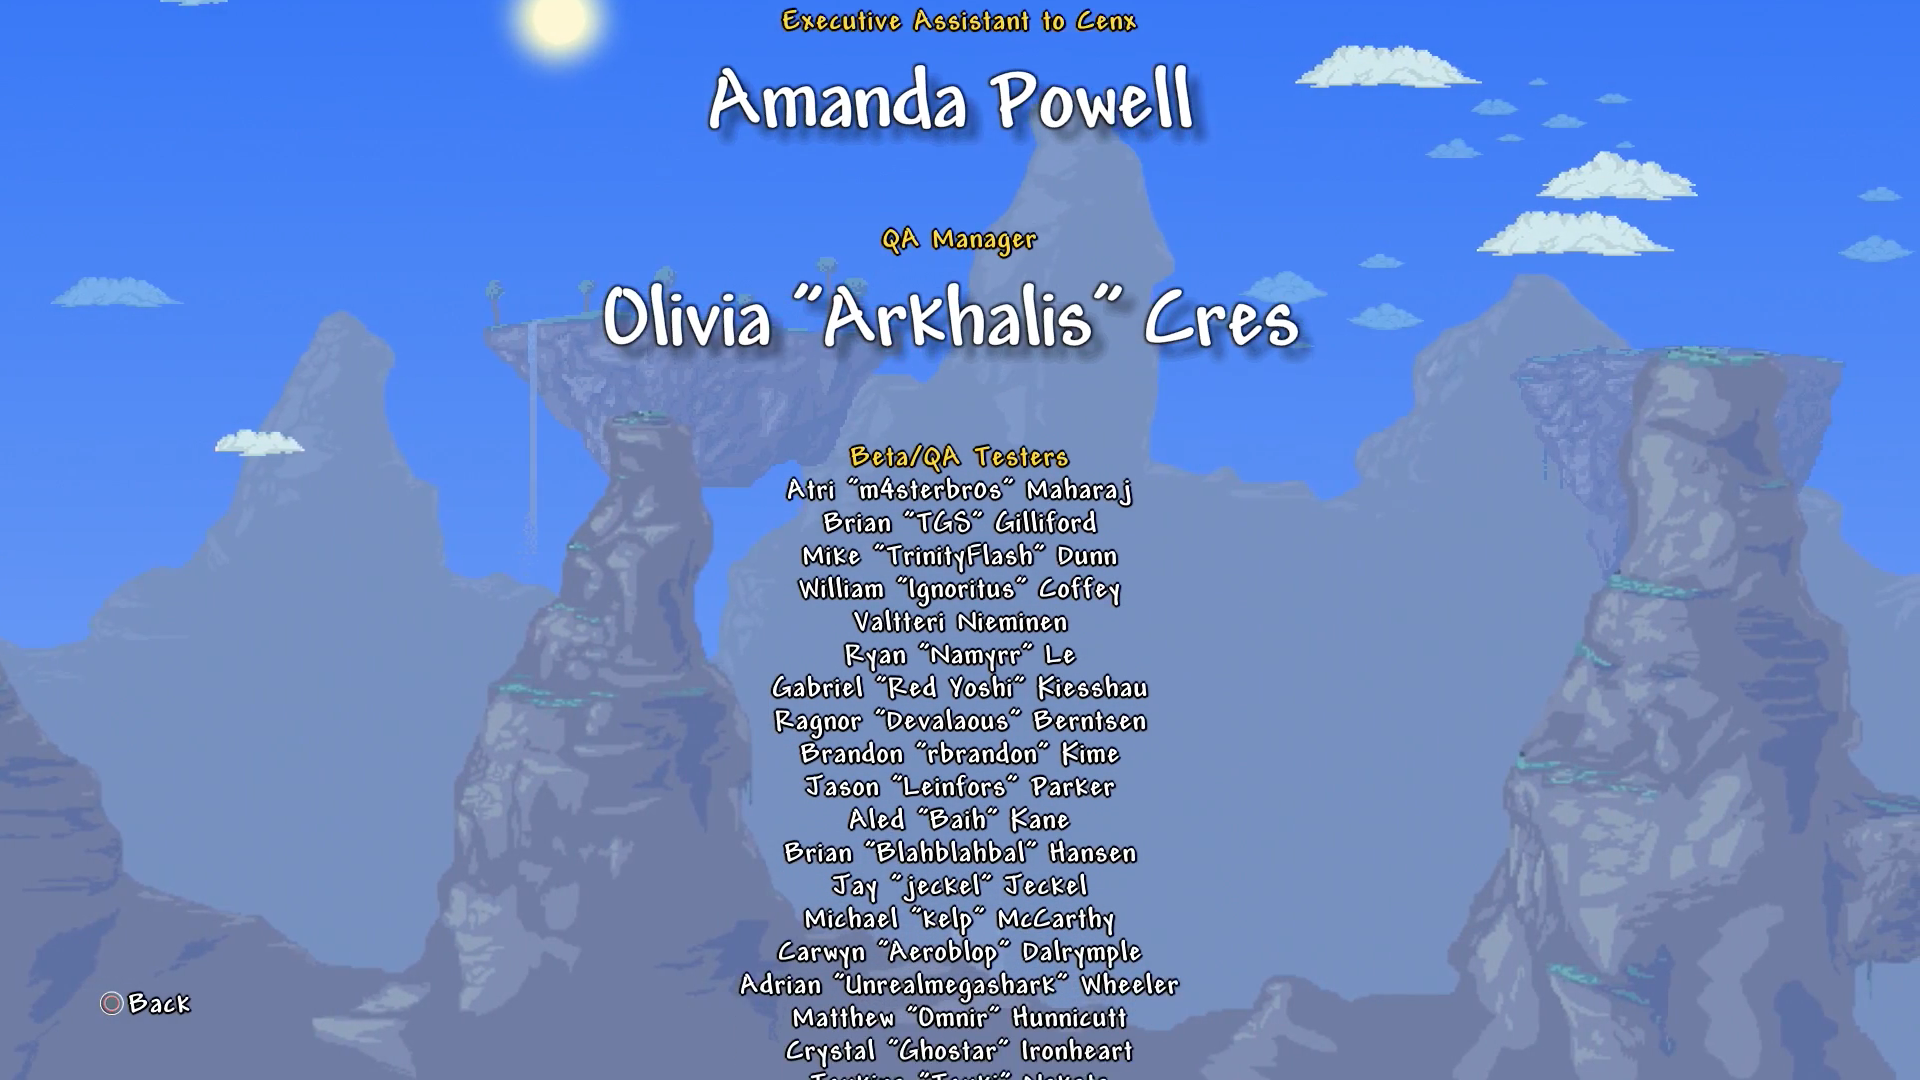 Executive Assistant to Cenx
Amanda Powell
QA Manager
Olivia "Arkhalis" Cres
Beta/QA Testers
Atri "m4sterbr0s" Maharaj
Brian "TGS" Gilliford
Mike "TrinityFlash" Dunn
William "Ignoritus" Coffey
Valtteri Nieminen
Ryan "Namyrr" Le
Gabriel "Red Yoshi" Kiesshau
Ragnor "Devalaous" Berntsen
Brandon "rbrandon" Kime
Jason "Leinfors" Parker
Aled "Baih" Kane
Brian "Blahblahbal" Hansen
Jay "jeckel" Jeckel
Michael "kelp" McCarthy
Carwyn "Aeroblop" Dalrymple
Adrian "Unrealmegashark" Wheeler
Matthew "Omnir" Hunnicutt
Crystal "Ghostar" Ironheart
Back